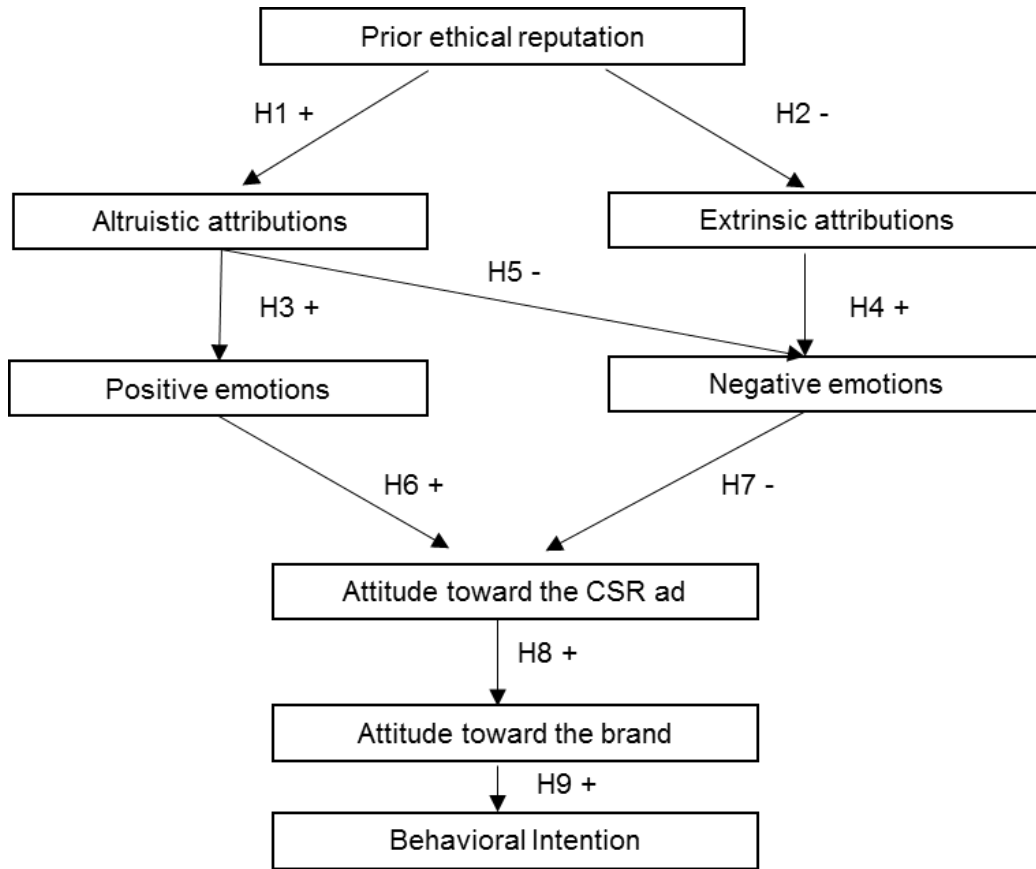 Prior ethical reputation
H1 +
H2 -
Altruistic attributions
Extrinsic attributions
H5 -
H3 +
H4 +
Positive emotions
Negative emotions
H6 +
H7 -
Attitude toward the CSR ad
H8 +
Attitude toward the brand
H9 +
Behavioral Intention